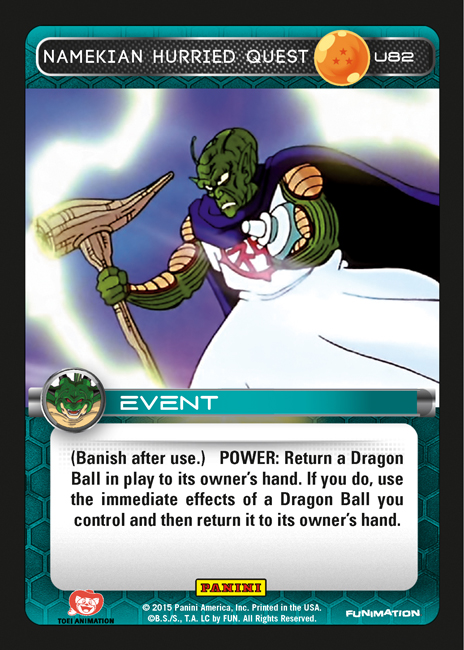 NAMEKIAN HURRIED QUEST U82
EVENT
(Banish after use.) POWER: Return a Dragon
Ball in play to its owner's hand. If you do, use
the immediate effects of a Dragon Ball you
control and then return it to its owner's hand.
PANINI
© 2015 Panini America, Inc. Printed in the USA.
©B.S./S., T.A. LC by FUN. All Rights Reserved.
TOEI ANIMATION
FUNIMATION